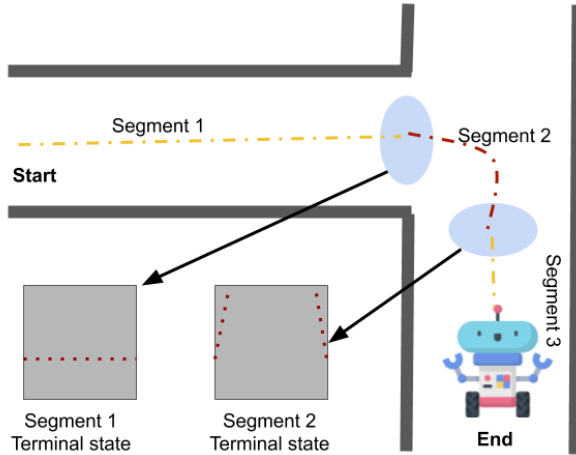 Segment 1
Segment 2
Start
Segment 3
Segment 1
Terminal state
Segment 2
Terminal state
End